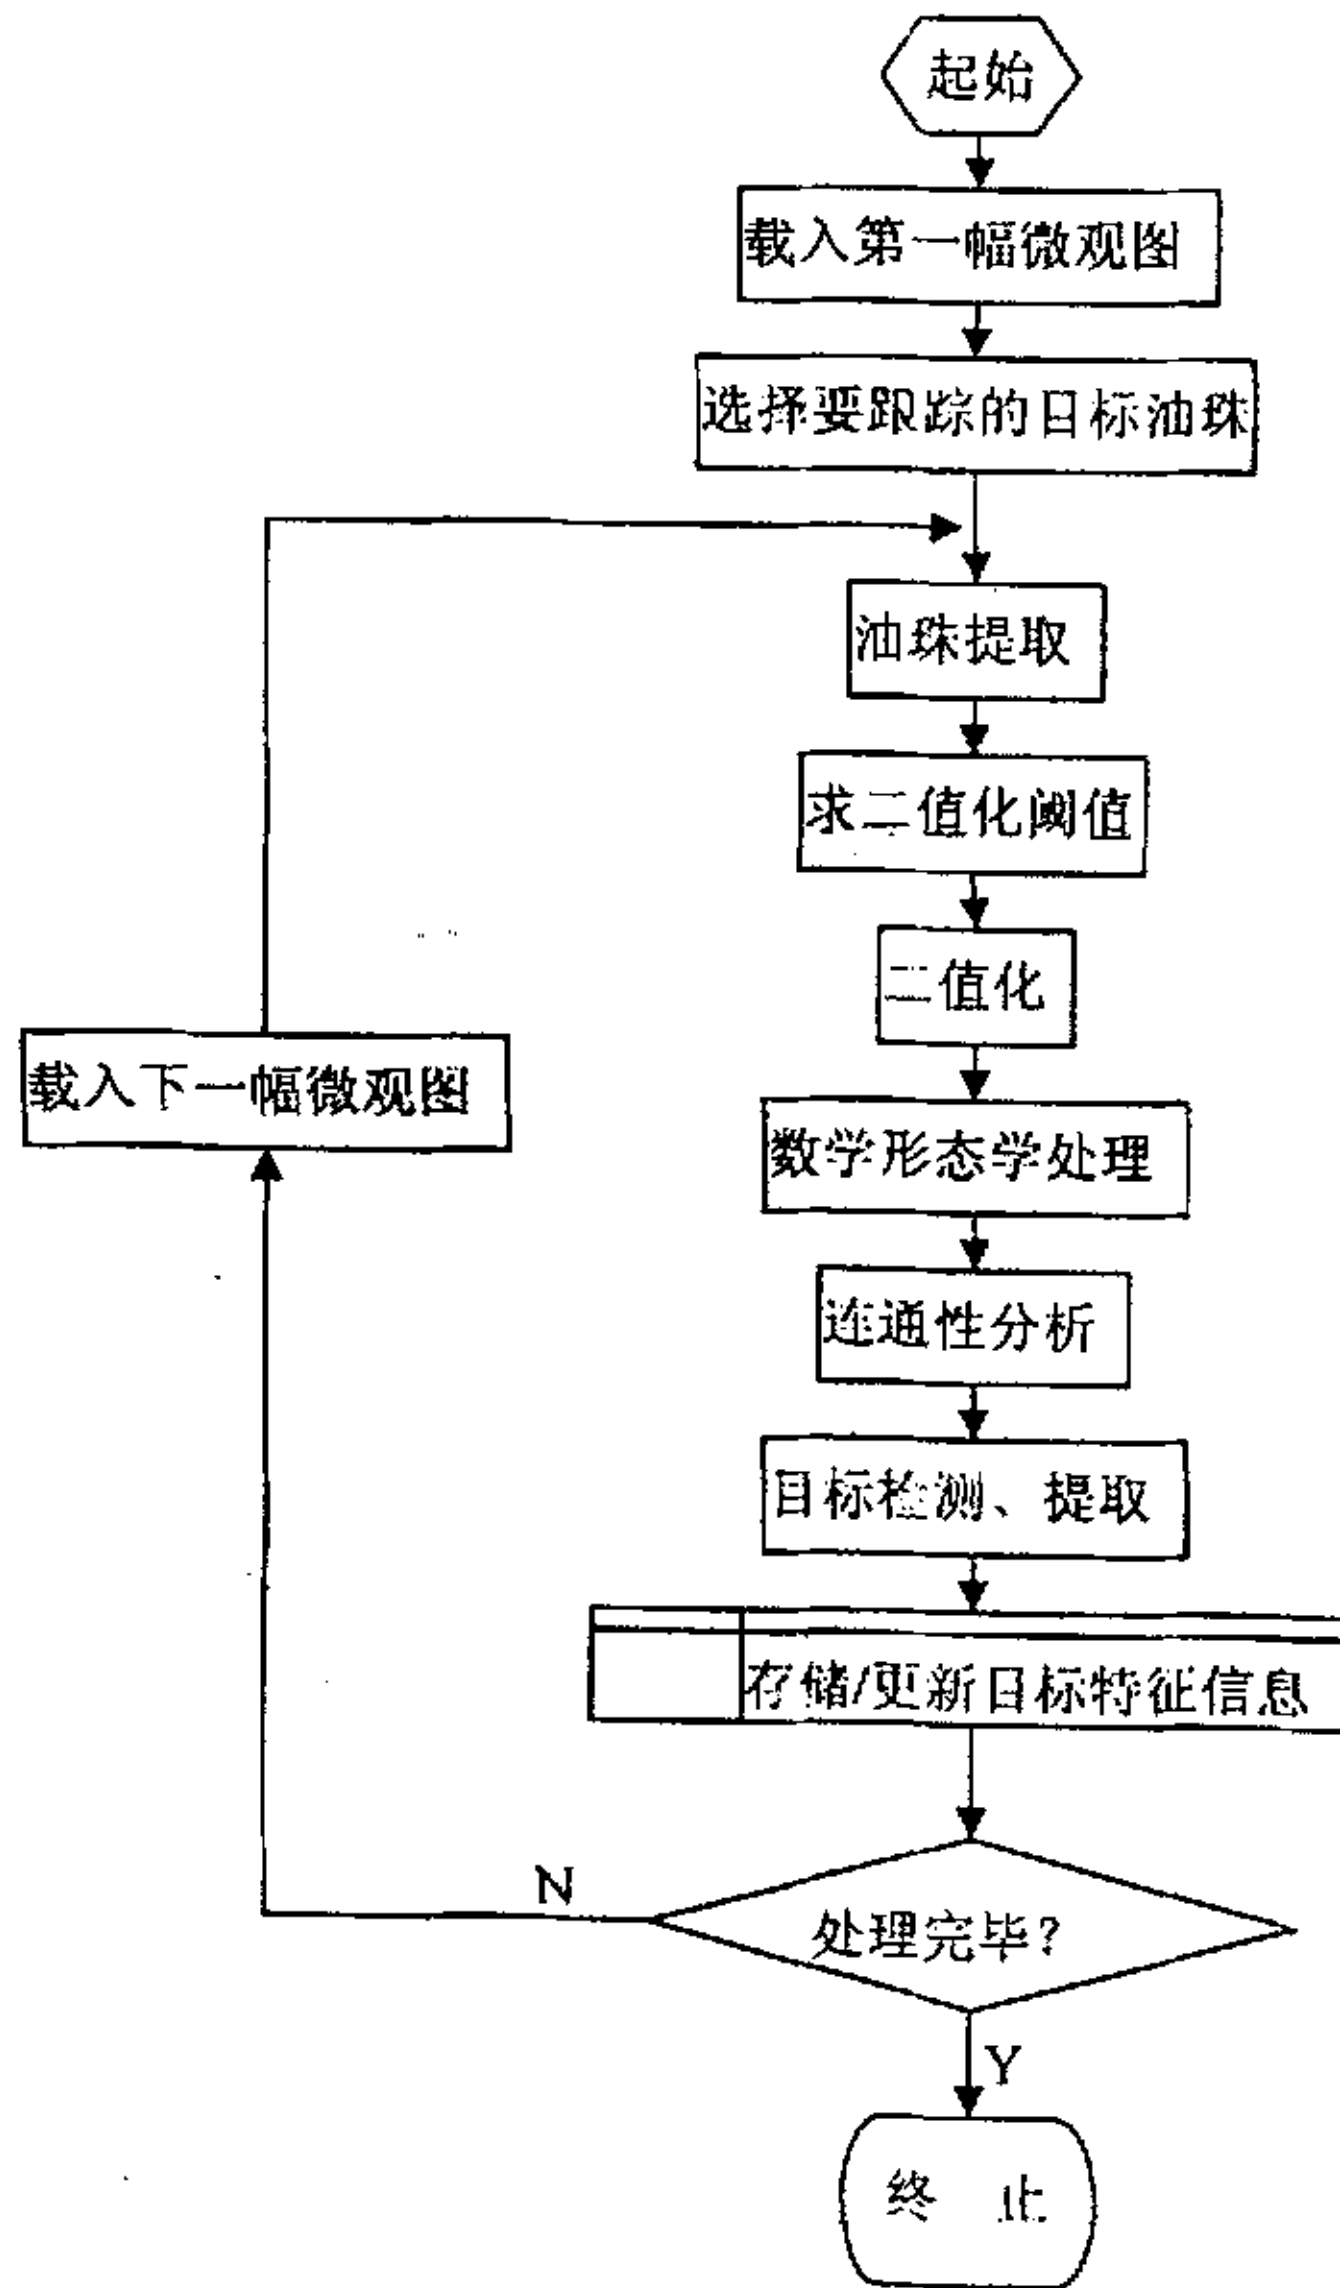 起始
载入第一幅微观图
选择要跟踪的目标油珠
油珠提取
求二值化阈值
二值化
载入下一幅微观图
数学形态学处理
连通性分析
目标检测、提取
存储/更新目标特征信息
N
处理完毕?
Y
终 止